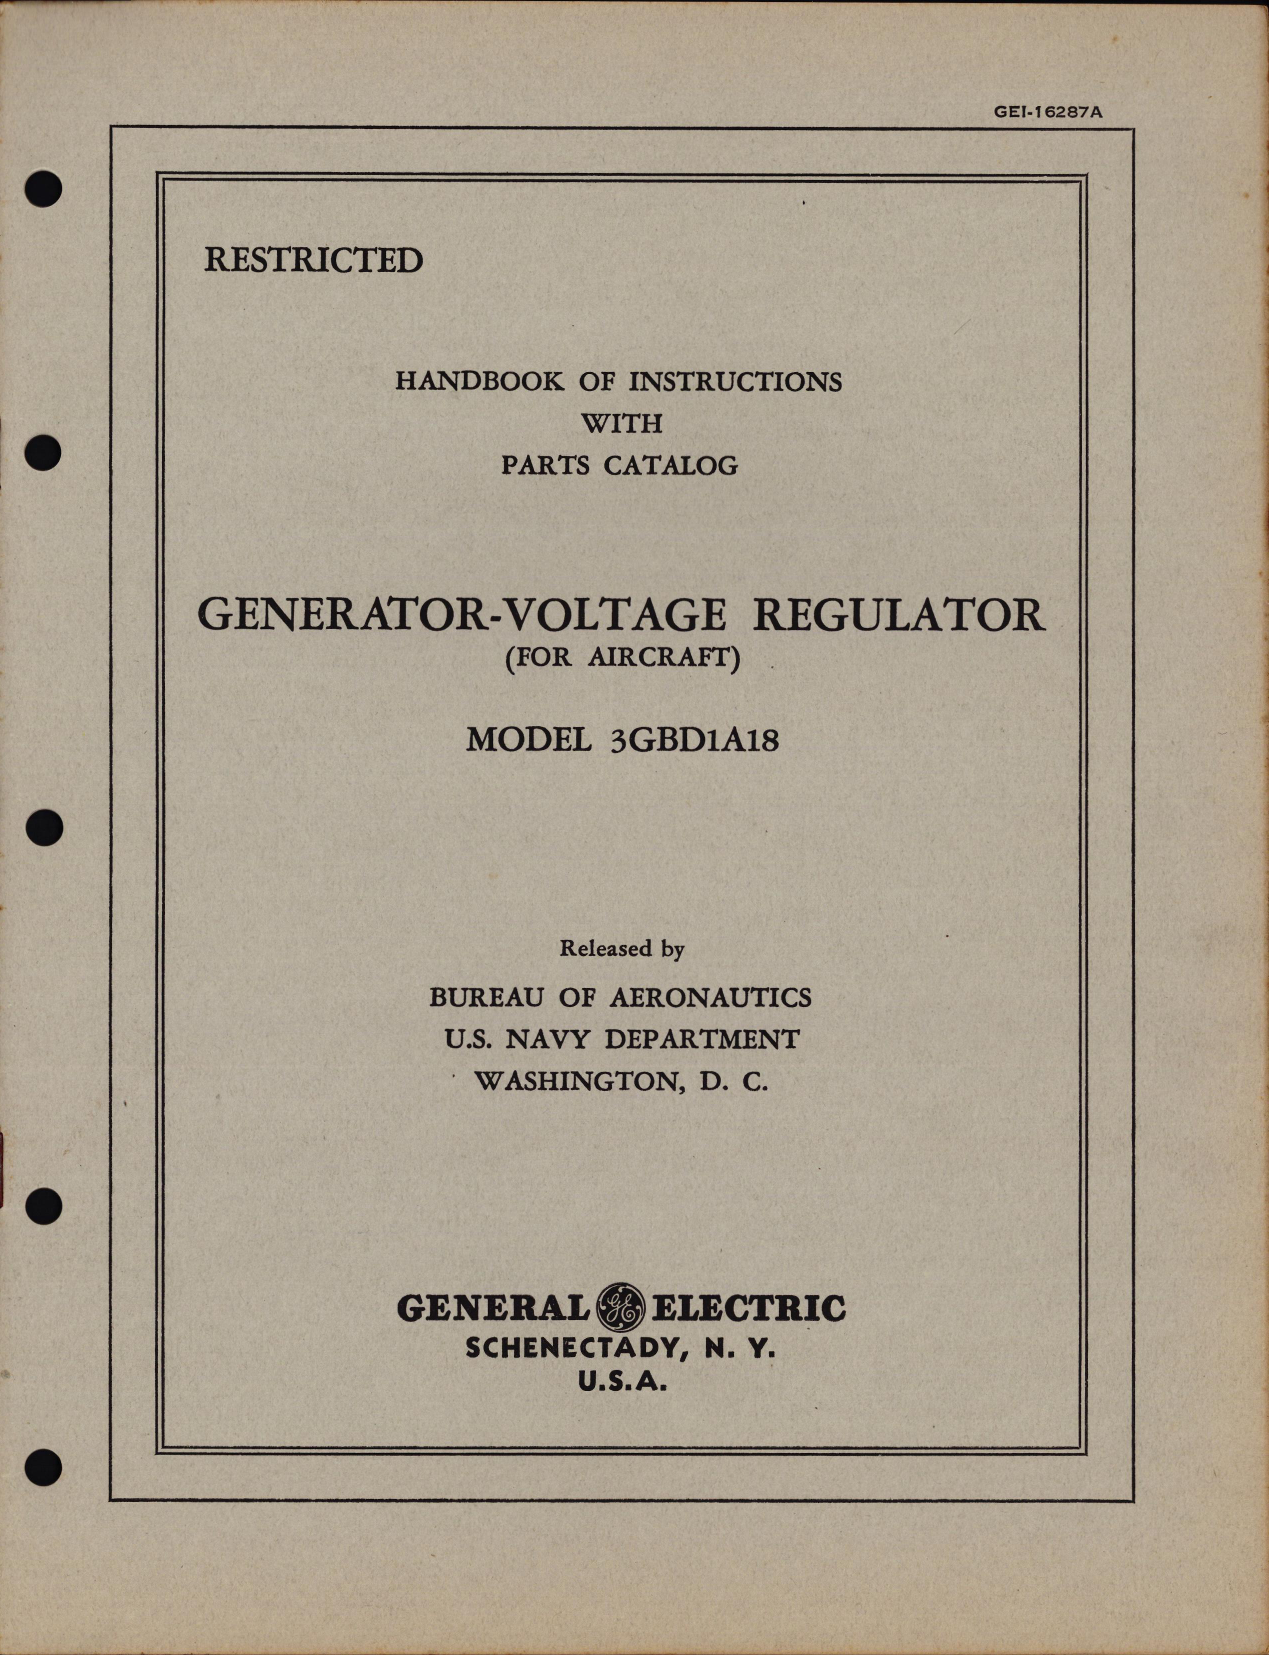 GEI-16287A
RESTRICTED
HANDBOOK OF INSTRUCTIONS
WITH
PARTS CATALOG
GENERATOR-VOLTAGE REGULATOR
(FOR AIRCRAFT)
MODEL 3GBD1A18
Released by
BUREAU OF AERONAUTICS
U.S. NAVY DEPARTMENT
WASHINGTON, D. C.
GENERAL GE ELECTRIC
SCHENECTADY, N. Y.
U.S.A.